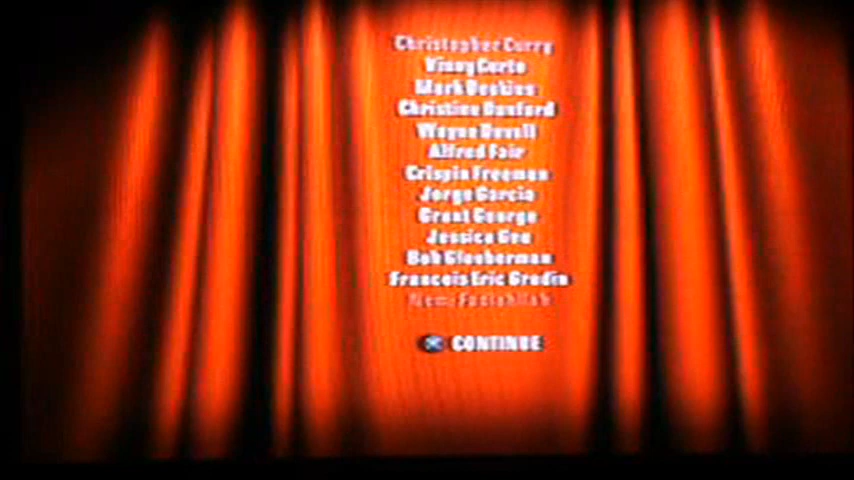 Christopher Curry
Vinny Curto
Mark Deakins
Christine Dunford
Wayne Duvall
Alfred Fair
Crispin Freeman
Jorge Garcia
Grant George
Jessica Gee
Bob Glouberman
Francois Eric Gradin
CONTINUE